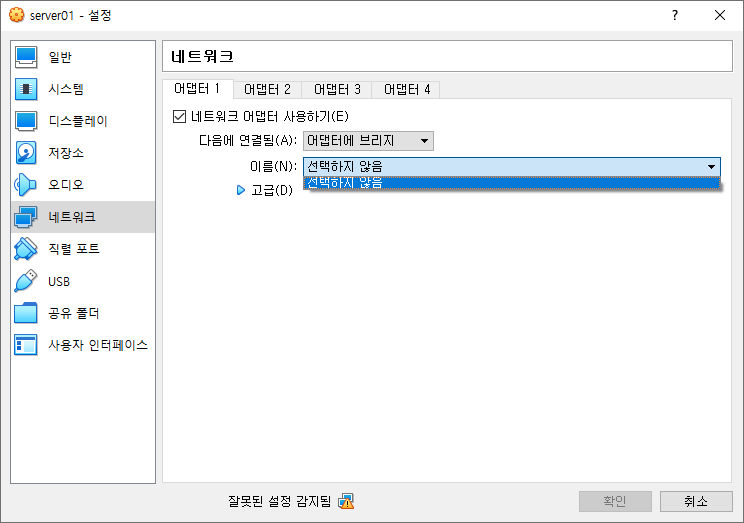 server01 - 설정
?
일반
시스템
디스플레이
저장소
오디오
네트워크
직렬 포트
USB
공유 폴더
사용자 인터페이스
네트워크
어댑터 1 어댑터 2 어댑터 3 어댑터 4
네트워크 어댑터 사용하기(E)
다음에 연결됨(A): 어댑터에 브리지
이름(N): 선택하지 않음
선택하지 않음
고급(D)
잘못된 설정 감지됨
확인 취소